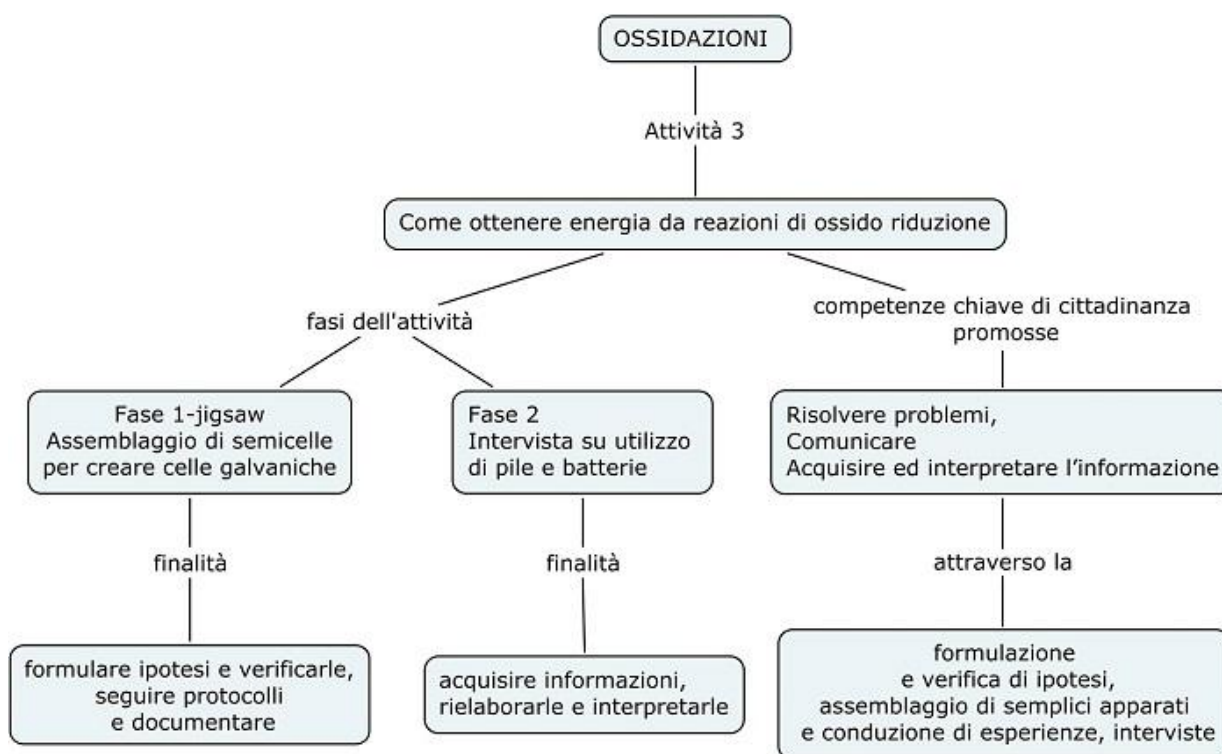 OSSIDAZIONI
Attività 3
Come ottenere energia da reazioni di ossido riduzione
fasi dell'attività
competenze chiave di cittadinanza
promosse
Fase 1-jigsaw
Assemblaggio di semicelle
per creare celle galvaniche
Fase 2
Intervista su utilizzo
di pile e batterie
Risolvere problemi,
Comunicare
Acquisire ed interpretare l’informazione
finalità
finalità
attraverso la
formulare ipotesi e verificarle,
seguire protocolli
e documentare
acquisire informazioni,
rielaborarle e interpretarle
formulazione
e verifica di ipotesi,
assemblaggio di semplici apparati
e conduzione di esperienze, interviste